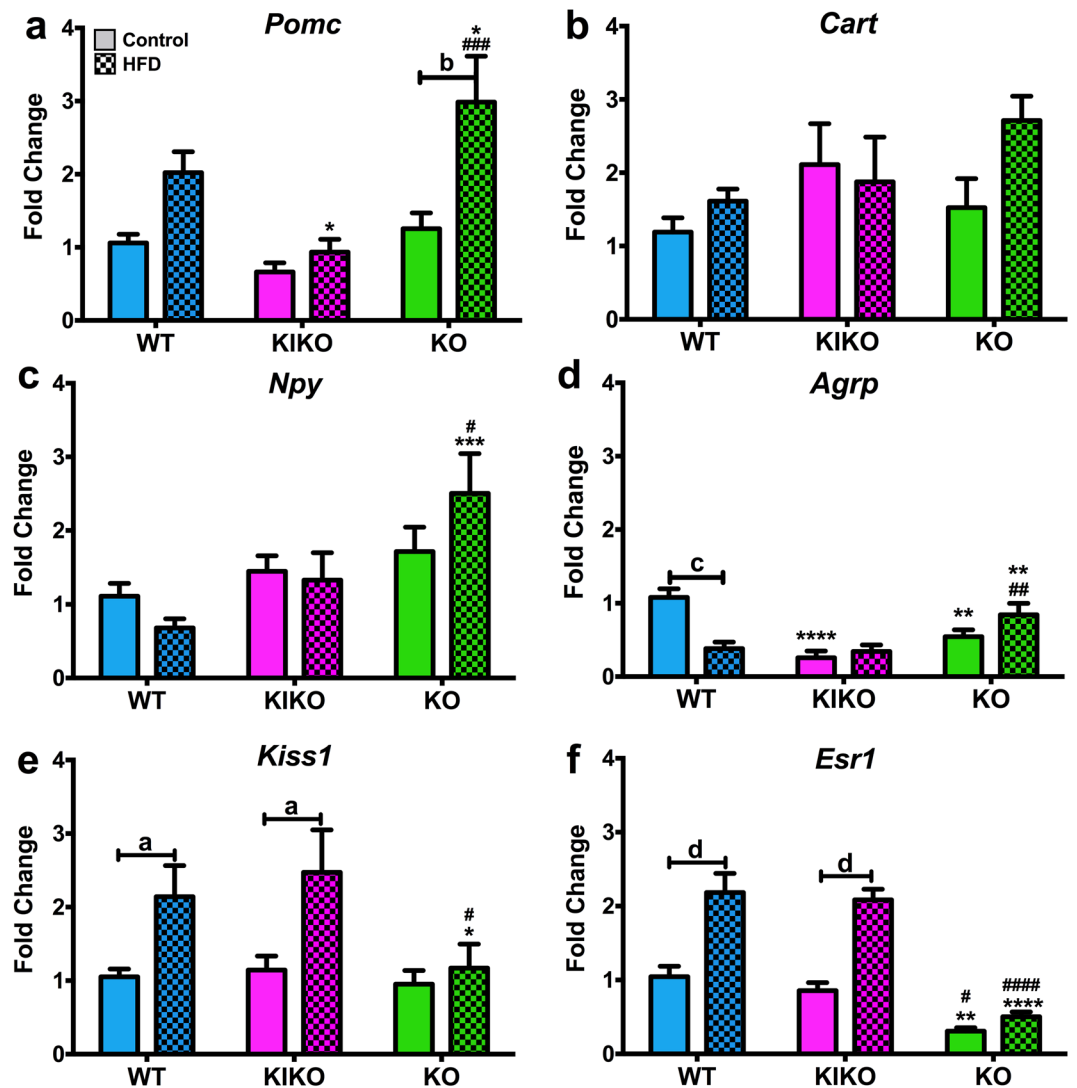 a
Pomc
Control
HFD
Fold Change
4
3
2
1
0
b
*
###
*
WT
KIKO
KO
b
Cart
Fold Change
4
3
2
1
0
WT
KIKO
KO
c
Npy
Fold Change
4
3
2
1
0
#
***
WT
KIKO
KO
d
Agrp
Fold Change
4
3
2
1
0
c
****
**
**
##
WT
KIKO
KO
e
Kiss1
Fold Change
4
3
2
1
0
a
a
#
*
WT
KIKO
KO
f
Esr1
Fold Change
4
3
2
1
0
d
d
#
**
####
****
WT
KIKO
KO